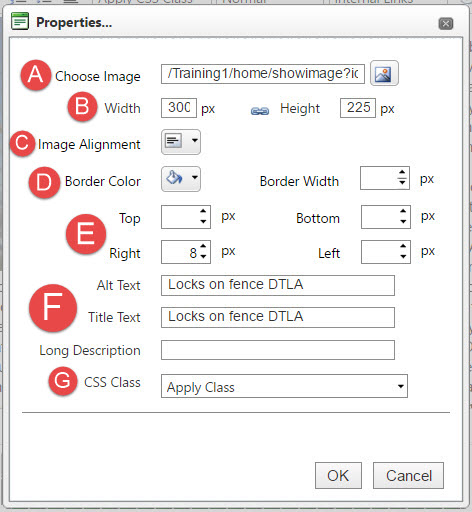 Properties...
A Choose Image /Training1/home/showimage?ic
B Width 300 px Height 225 px
C Image Alignment
D Border Color Border Width px
E
Top px Bottom px
Right 8 px Left px
F
Alt Text Locks on fence DTLA
Title Text Locks on fence DTLA
Long Description
G CSS Class Apply Class
OK Cancel